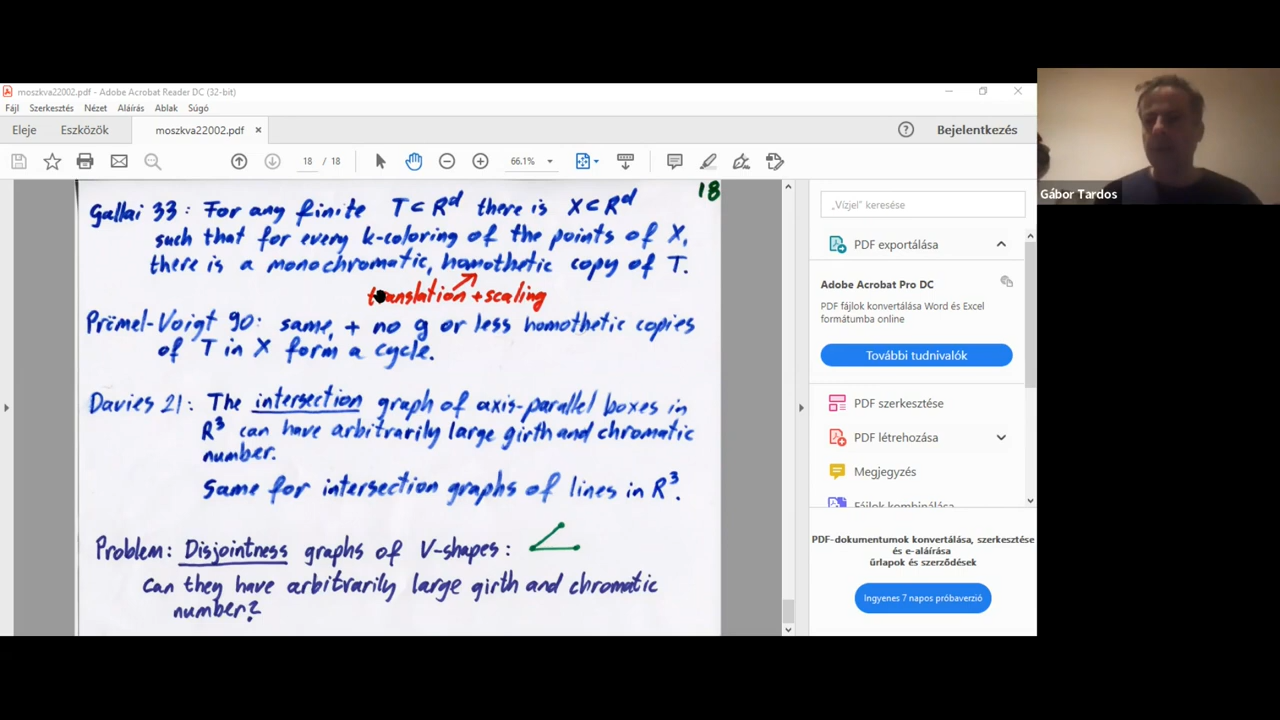 moszkva22002.pdf - Adobe Acrobat Reader DC (32-bit)
Fájl Szerkesztés Nézet Aláírás Ablak Súgó
Eleje Eszközök moszkva22002.pdf × Bejelentkezés
18 / 18 66.1%
18
Gallai 33: For any finite T⊂R^d there is X⊂R^d
such that for every k-coloring of the points of X,
there is a monochromatic, homothetic copy of T.
translation + scaling
Prömel-Voigt 90: same, + no g or less homothetic copies
of T in X form a cycle.
Davies 21: The intersection graph of axis-parallel boxes in
R³ can have arbitrarily large girth and chromatic
number.
Same for intersection graphs of lines in R³.
Problem: Disjointness graphs of V-shapes:
can they have arbitrarily large girth and chromatic
number?
„Vízjel” keresése
PDF exportálása
Adobe Acrobat Pro DC
PDF fájlok konvertálása Word és Excel
formátumba online
További tudnivalók
PDF szerkesztése
PDF létrehozása
Megjegyzés
Fájlok kombinálása
PDF-dokumentumok konvertálása, szerkesztése
és e-aláírása
űrlapok és szerződések
Ingyenes 7 napos próbaverzió
Gábor Tardos